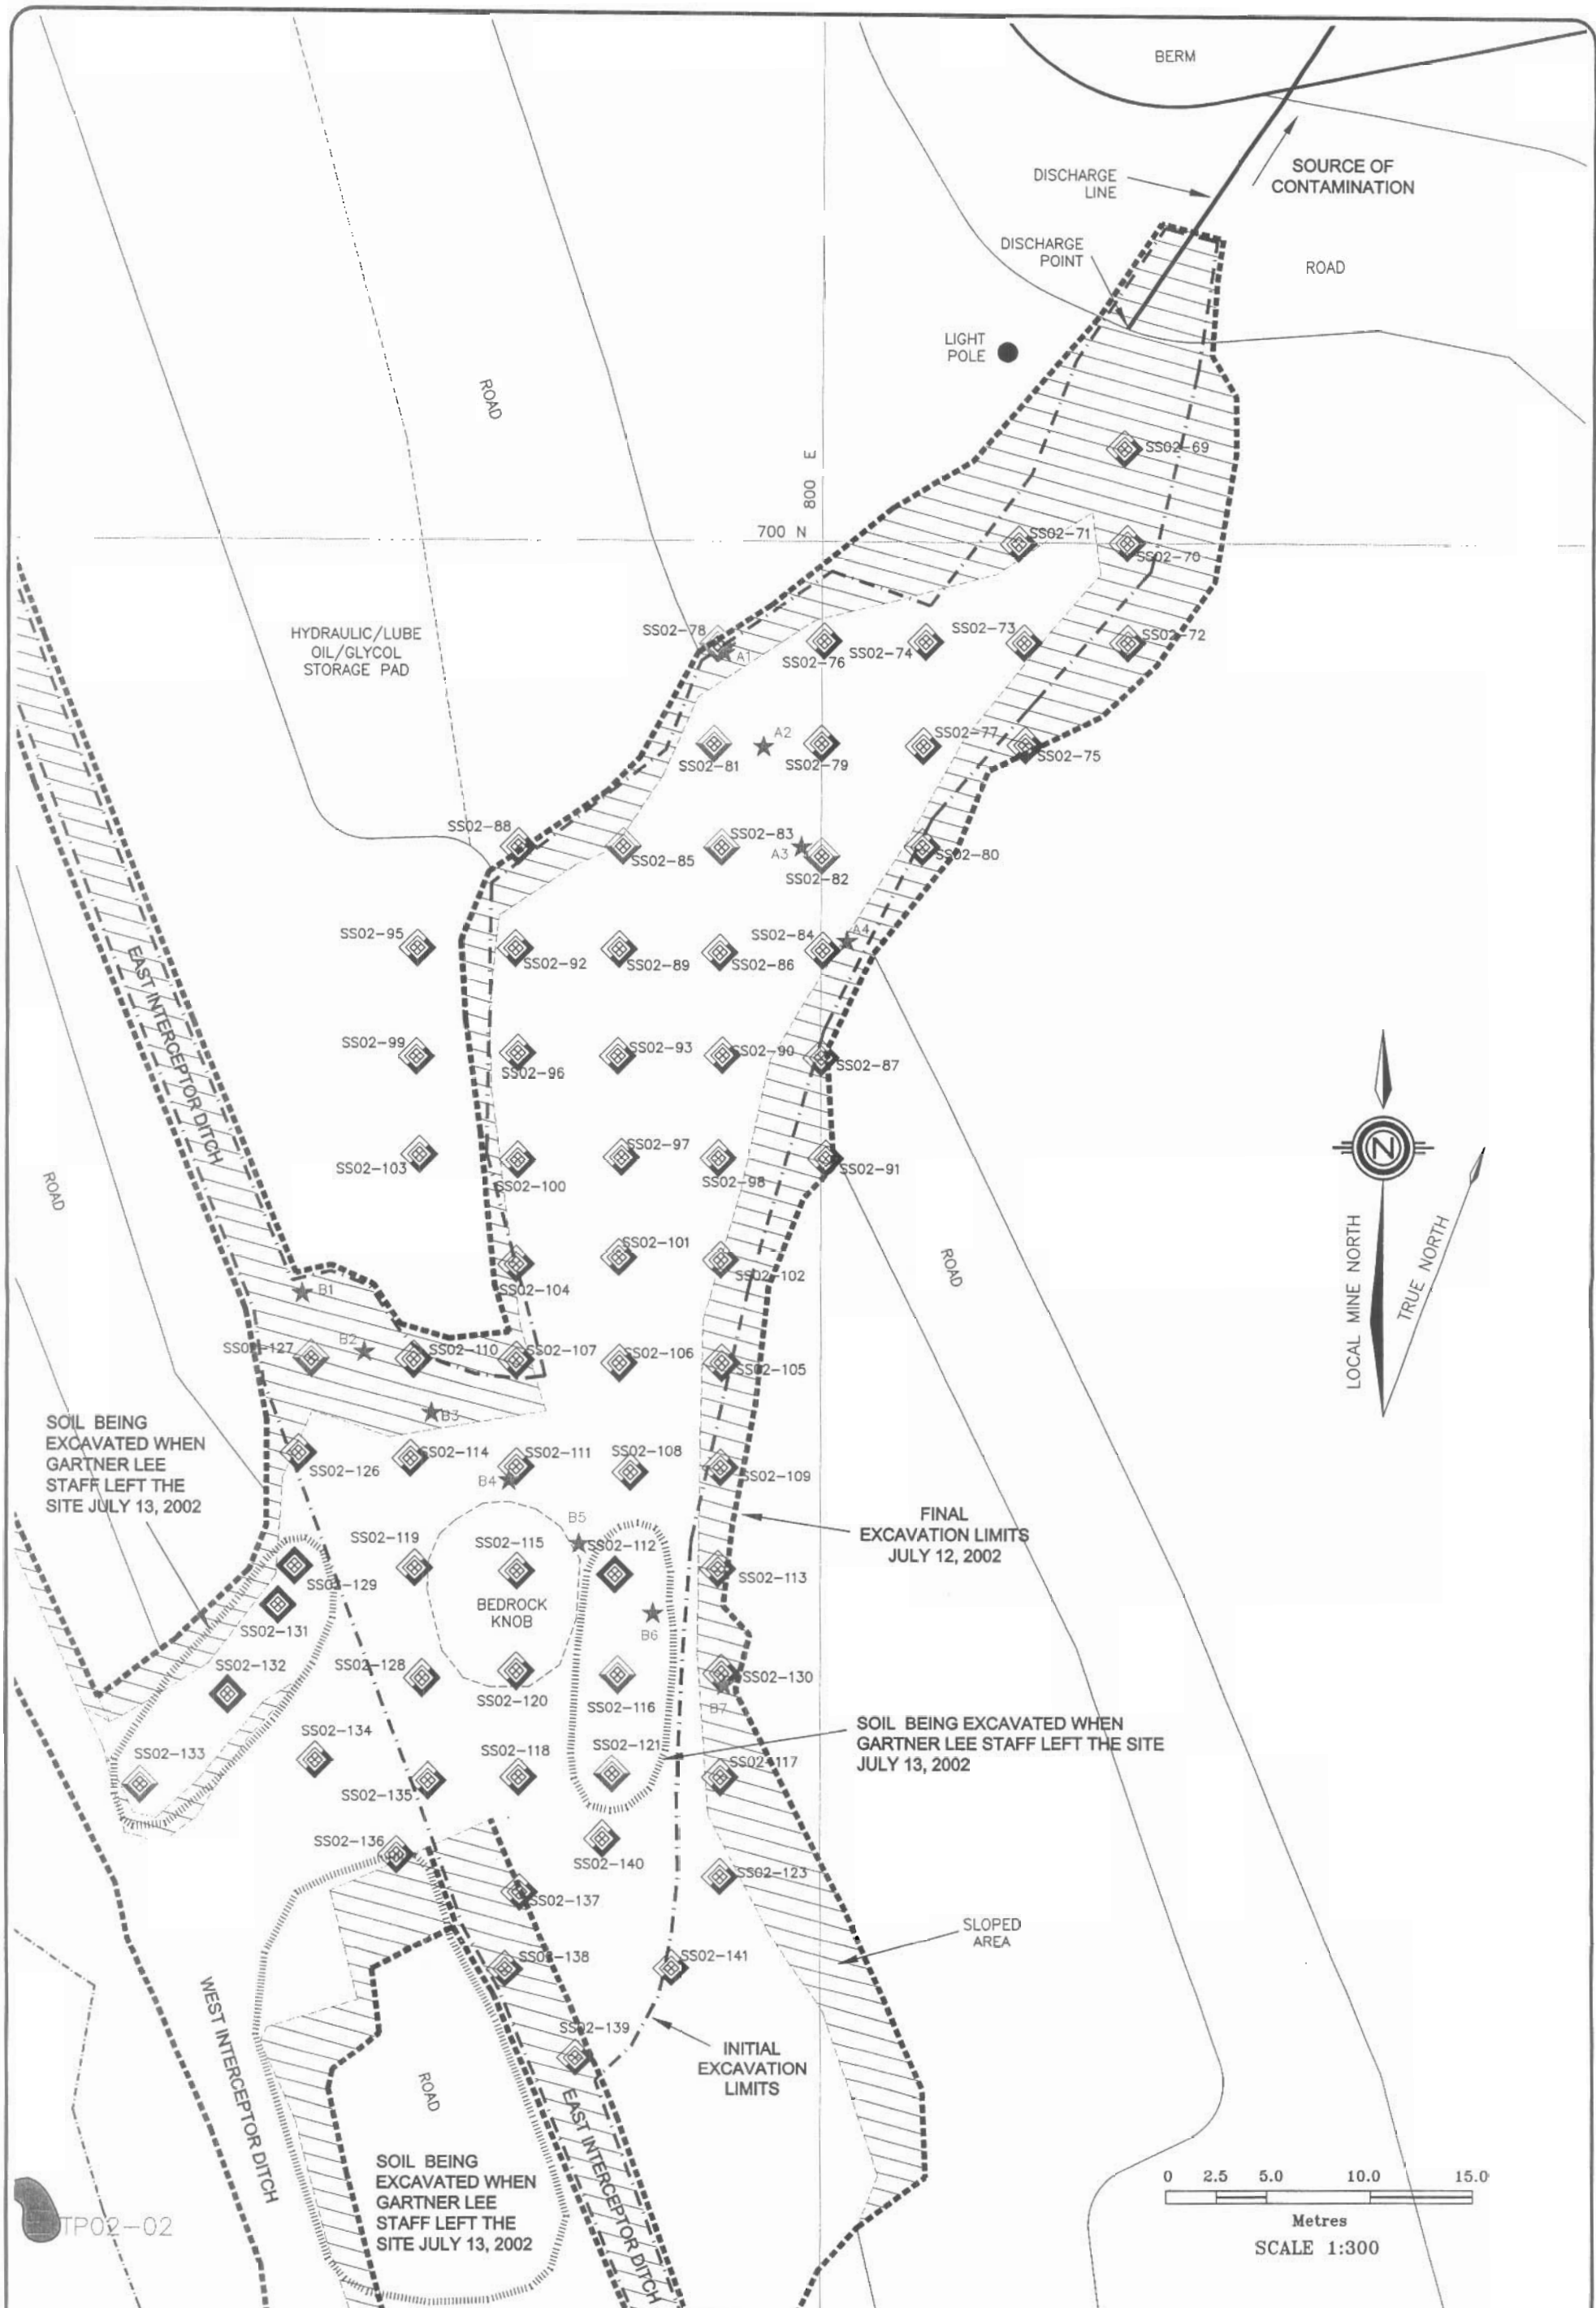 BERM
SOURCE OF
CONTAMINATION
DISCHARGE
LINE
DISCHARGE
POINT
ROAD
LIGHT
POLE
ROAD
SS02-69
800 E
700 N
SS02-71
SS02-70
HYDRAULIC/LUBE
OIL/GLYCOL
STORAGE PAD
SS02-78
A1
SS02-76
SS02-74
SS02-73
SS02-72
A2
SS02-81
SS02-79
SS02-77
SS02-75
SS02-88
SS02-85
SS02-83
A3
SS02-82
SS02-80
SS02-95
SS02-92
SS02-89
SS02-86
SS02-84
A4
EAST INTERCEPTOR DITCH
SS02-99
SS02-96
SS02-93
SS02-90
SS02-87
SS02-103
SS02-100
SS02-97
SS02-98
SS02-91
N
LOCAL MINE NORTH
TRUE NORTH
ROAD
ROAD
B1
SS02-104
SS02-101
SS02-102
SS02-127
B2
SS02-110
SS02-107
SS02-106
SS02-105
B3
SOIL BEING
EXCAVATED WHEN
GARTNER LEE
STAFF LEFT THE
SITE JULY 13, 2002
SS02-126
SS02-114
SS02-111
B4
SS02-108
SS02-109
FINAL
EXCAVATION LIMITS
JULY 12, 2002
SS02-119
SS02-115
B5
SS02-112
SS02-113
SS02-129
SS02-131
BEDROCK
KNOB
B6
SS02-132
SS02-128
SS02-120
SS02-116
SS02-130
B7
SOIL BEING EXCAVATED WHEN
GARTNER LEE STAFF LEFT THE SITE
JULY 13, 2002
SS02-133
SS02-134
SS02-135
SS02-118
SS02-121
SS02-117
SS02-136
SS02-140
SS02-137
SS02-123
SLOPED
AREA
SS02-138
SS02-141
SS02-139
INITIAL
EXCAVATION
LIMITS
WEST INTERCEPTOR DITCH
ROAD
EAST INTERCEPTOR DITCH
SOIL BEING
EXCAVATED WHEN
GARTNER LEE
STAFF LEFT THE
SITE JULY 13, 2002
TP02-02
0 2.5 5.0 10.0 15.0
Metres
SCALE 1:300